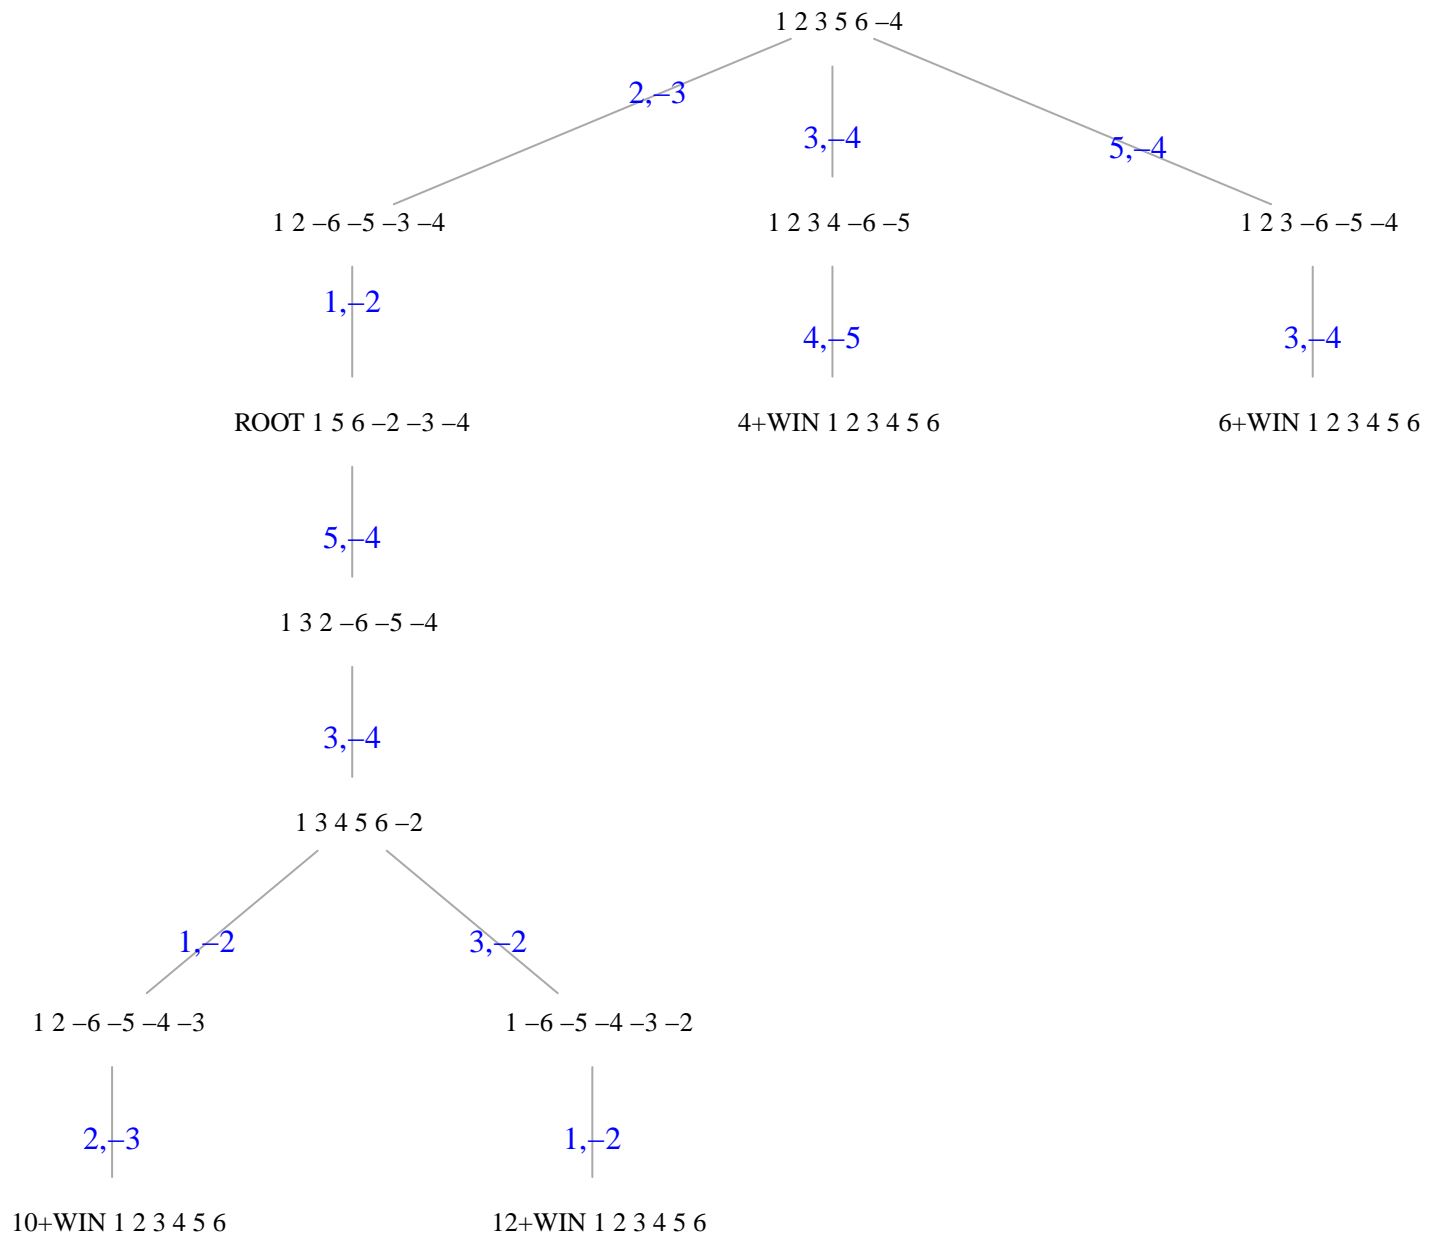 1 2 3 5 6 –4
2,–3
3,–4
5,–4
1 2 –6 –5 –3 –4
1 2 3 4 –6 –5
1 2 3 –6 –5 –4
1,–2
4,–5
3,–4
ROOT 1 5 6 –2 –3 –4
4+WIN 1 2 3 4 5 6
6+WIN 1 2 3 4 5 6
5,–4
1 3 2 –6 –5 –4
3,–4
1 3 4 5 6 –2
1,–2
3,–2
1 2 –6 –5 –4 –3
1 –6 –5 –4 –3 –2
2,–3
1,–2
10+WIN 1 2 3 4 5 6
12+WIN 1 2 3 4 5 6